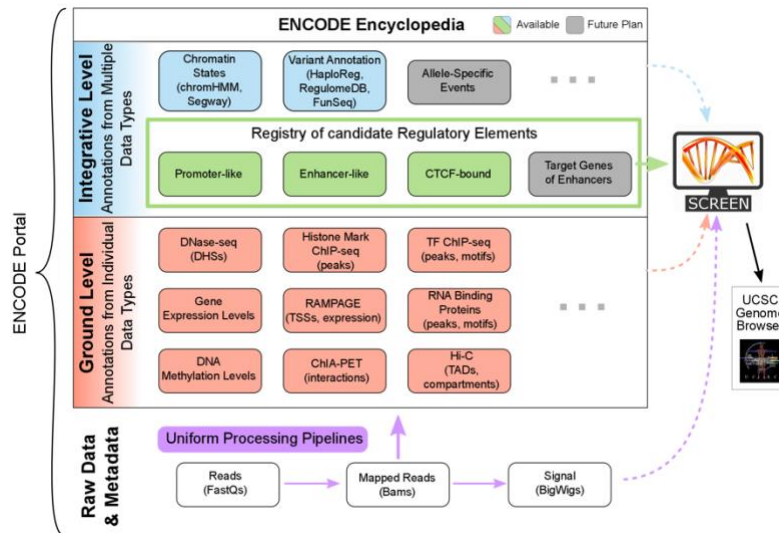 ENCODE Encyclopedia
Available
Future Plan
ENCODE Portal
Integrative Level
Annotations from Multiple
Data Types
Chromatin
States
(chromHMM,
Segway)
Variant Annotation
(HaploReg,
RegulomeDB,
FunSeq)
Allele-Specific
Events
Registry of candidate Regulatory Elements
Promoter-like
Enhancer-like
CTCF-bound
Target Genes
of Enhancers
SCREEN
Ground Level
Annotations from Individual
Data Types
DNase-seq
(DHSs)
Histone Mark
ChIP-seq
(peaks)
TF ChIP-seq
(peaks, motifs)
Gene
Expression Levels
RAMPAGE
(TSSs, expression)
RNA Binding
Proteins
(peaks, motifs)
DNA
Methylation Levels
ChIA-PET
(interactions)
Hi-C
(TADs,
compartments)
UCSC
Genome
Browser
Raw Data
& Metadata
Uniform Processing Pipelines
Reads
(FastQs)
Mapped Reads
(Bams)
Signal
(BigWigs)